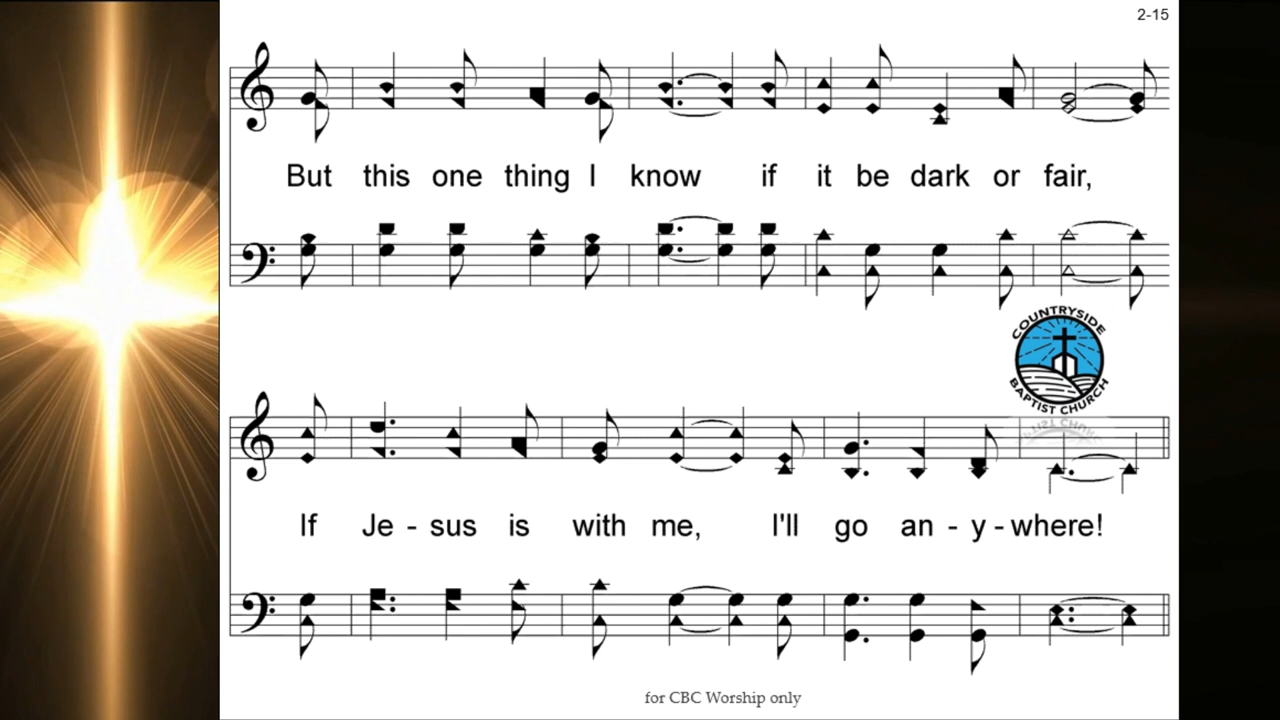 2-15
But this one thing I know if it be dark or fair,
COUNTRYSIDE
BAPTIST CHURCH
If Je - sus is with me, I'll go an - y - where!
for CBC Worship only